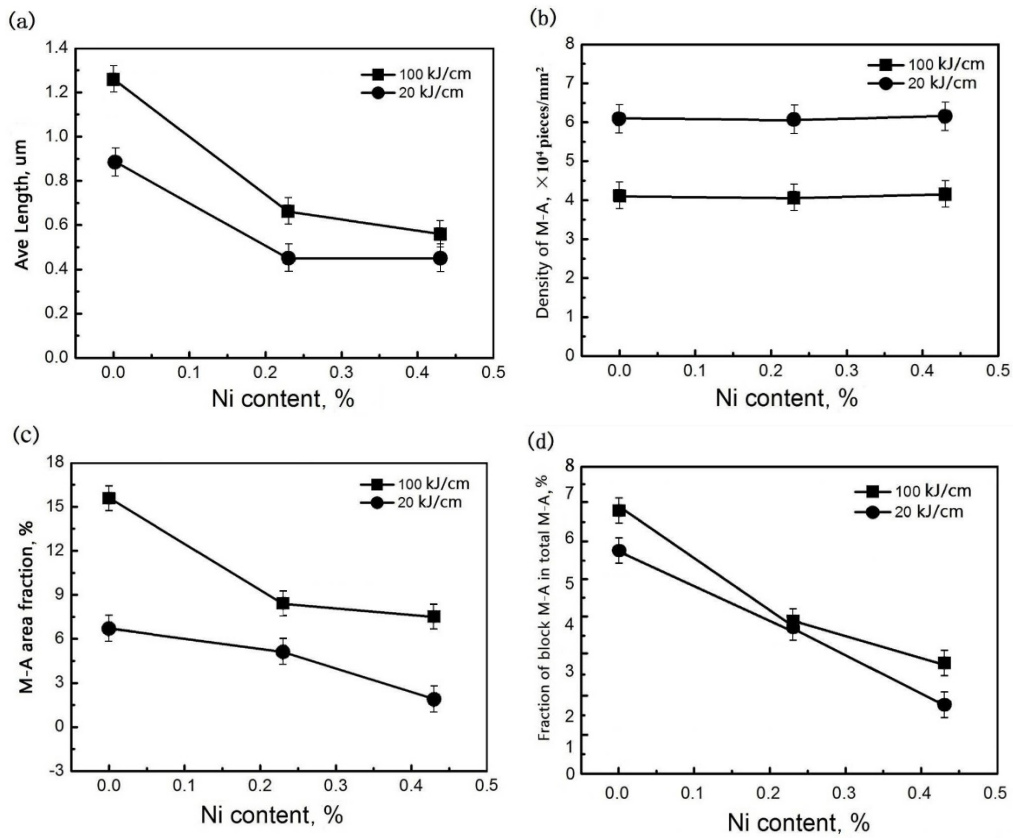 (a)
1.4
1.2
1.0
0.8
0.6
0.4
0.2
0.0
Ave Length, um
100 kJ/cm
20 kJ/cm
0.0 0.1 0.2 0.3 0.4 0.5
Ni content, %
(b)
8
7
6
5
4
3
2
1
0
Density of M-A, ×10⁴ pieces/mm²
100 kJ/cm
20 kJ/cm
0.0 0.1 0.2 0.3 0.4 0.5
Ni content, %
(c)
18
15
12
9
6
3
0
-3
M-A area fraction, %
100 kJ/cm
20 kJ/cm
0.0 0.1 0.2 0.3 0.4 0.5
Ni content, %
(d)
8
7
6
5
4
3
2
1
0
Fraction of block M-A in total M-A, %
100 kJ/cm
20 kJ/cm
0.0 0.1 0.2 0.3 0.4 0.5
Ni content, %